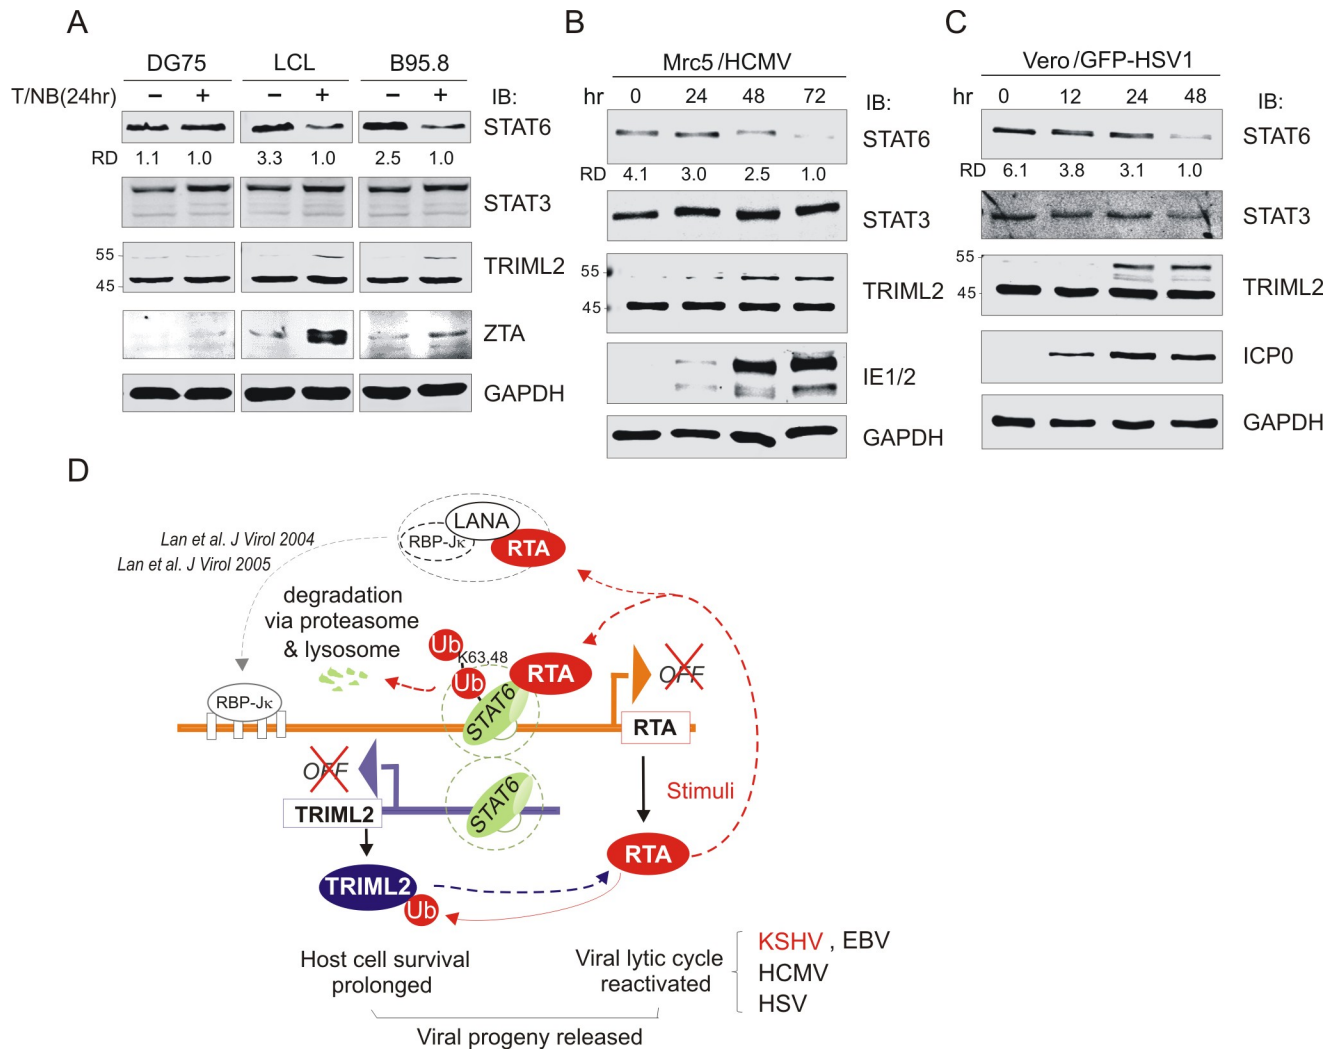 A
DG75 LCL B95.8
T/NB(24hr) – + – + – + IB:
STAT6
RD 1.1 1.0 3.3 1.0 2.5 1.0
STAT3
55
TRIML2
45
ZTA
GAPDH
B
Mrc5/HCMV
hr 0 24 48 72 IB:
STAT6
RD 4.1 3.0 2.5 1.0
STAT3
55
TRIML2
45
IE1/2
GAPDH
C
Vero/GFP-HSV1
hr 0 12 24 48 IB:
STAT6
RD 6.1 3.8 3.1 1.0
STAT3
55
TRIML2
45
ICP0
GAPDH
D
LANA
RBP-Jκ
RTA
Lan et al. J Virol 2004
Lan et al. J Virol 2005
degradation
via proteasome
& lysosome
Ub
K63,48
Ub
RTA
STAT6
OFF
RBP-Jκ
RTA
OFF
STAT6
TRIML2
Stimuli
RTA
TRIML2
Ub
Host cell survival
prolonged
Viral lytic cycle
reactivated
KSHV , EBV
HCMV
HSV
Viral progeny released